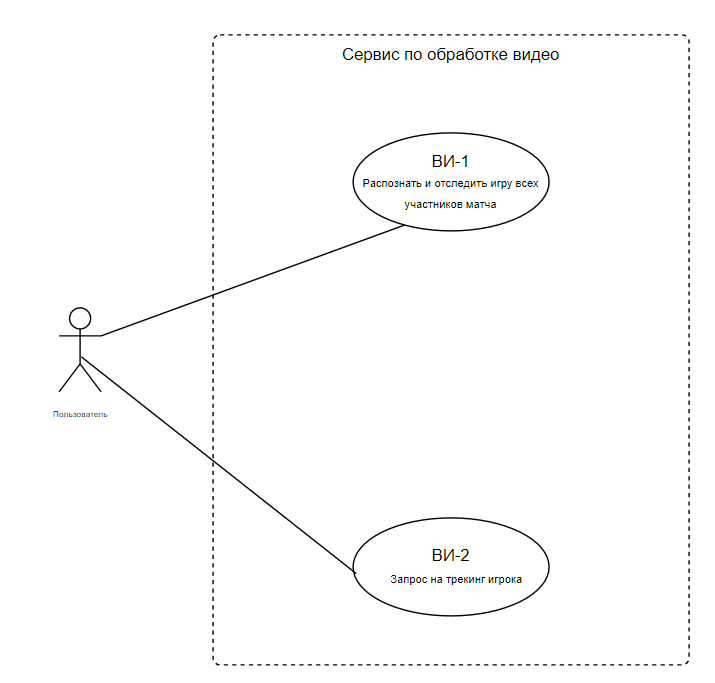 Сервис по обработке видео
ВИ-1
Распознать и отследить игру всех
участников матча
Пользователь
ВИ-2
Запрос на трекинг игрока